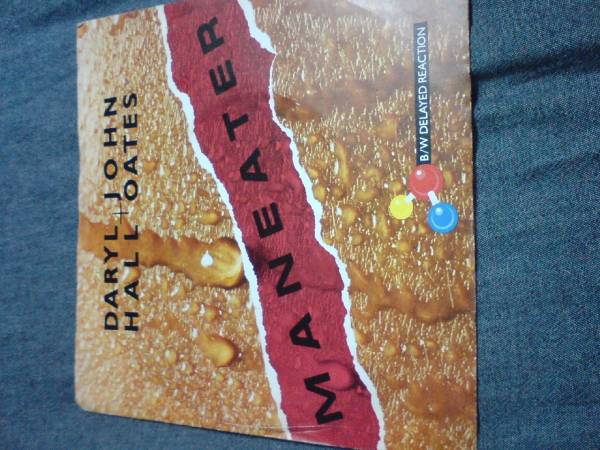 DARYL JOHN
HALL + OATES
MANEATER
B/W DELAYED REACTION